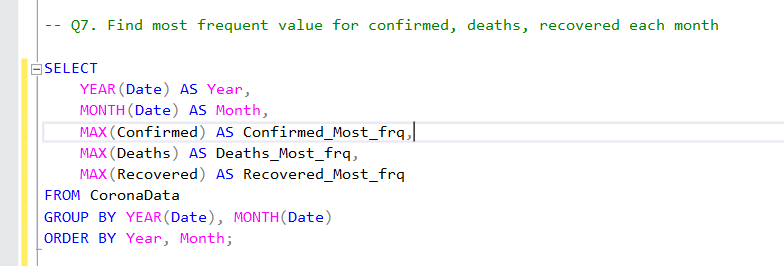 -- Q7. Find most frequent value for confirmed, deaths, recovered each month
SELECT
YEAR(Date) AS Year,
MONTH(Date) AS Month,
MAX(Confirmed) AS Confirmed_Most_frq,
MAX(Deaths) AS Deaths_Most_frq,
MAX(Recovered) AS Recovered_Most_frq
FROM CoronaData
GROUP BY YEAR(Date), MONTH(Date)
ORDER BY Year, Month;